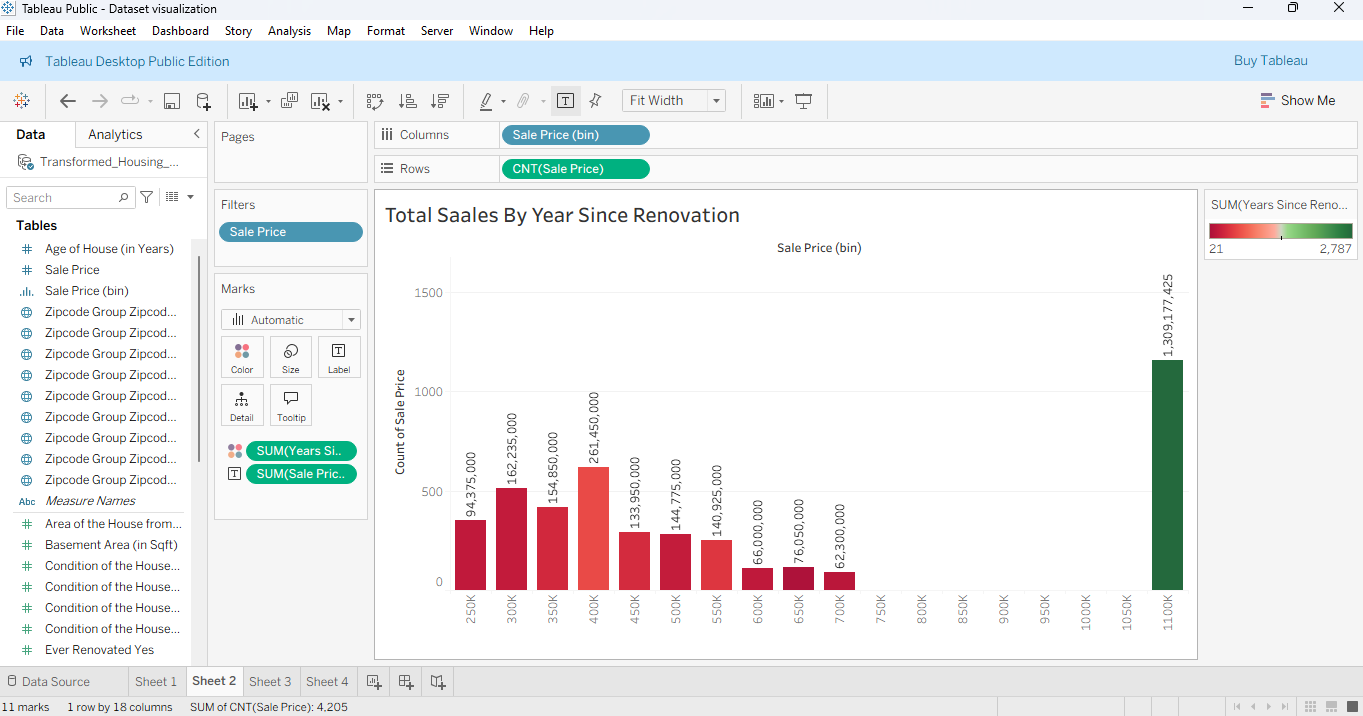 Tableau Public - Dataset visualization
File Data Worksheet Dashboard Story Analysis Map Format Server Window Help
Tableau Desktop Public Edition Buy Tableau
Fit Width Show Me
Data Analytics
Transformed_Housing_...
Search
Tables
Age of House (in Years)
Sale Price
Sale Price (bin)
Zipcode Group Zipcod...
Zipcode Group Zipcod...
Zipcode Group Zipcod...
Zipcode Group Zipcod...
Zipcode Group Zipcod...
Zipcode Group Zipcod...
Zipcode Group Zipcod...
Zipcode Group Zipcod...
Zipcode Group Zipcod...
Abc Measure Names
Area of the House from...
Basement Area (in Sqft)
Condition of the House...
Condition of the House...
Condition of the House...
Condition of the House...
Ever Renovated Yes
Pages
Filters
Sale Price
Marks
Automatic
Color Size Label
Detail Tooltip
SUM(Years Si..
SUM(Sale Pric..
Columns Sale Price (bin)
Rows CNT(Sale Price)
Total Saales By Year Since Renovation
Sale Price (bin)
Count of Sale Price
1500
1000
500
0
94,375,000
162,235,000
154,850,000
261,450,000
133,950,000
144,775,000
140,925,000
66,000,000
76,050,000
62,300,000
1,309,177,425
250K 300K 350K 400K 450K 500K 550K 600K 650K 700K 750K 800K 850K 900K 950K 1000K 1050K 1100K
SUM(Years Since Reno...
21 2,787
Data Source Sheet 1 Sheet 2 Sheet 3 Sheet 4
11 marks 1 row by 18 columns SUM of CNT(Sale Price): 4,205